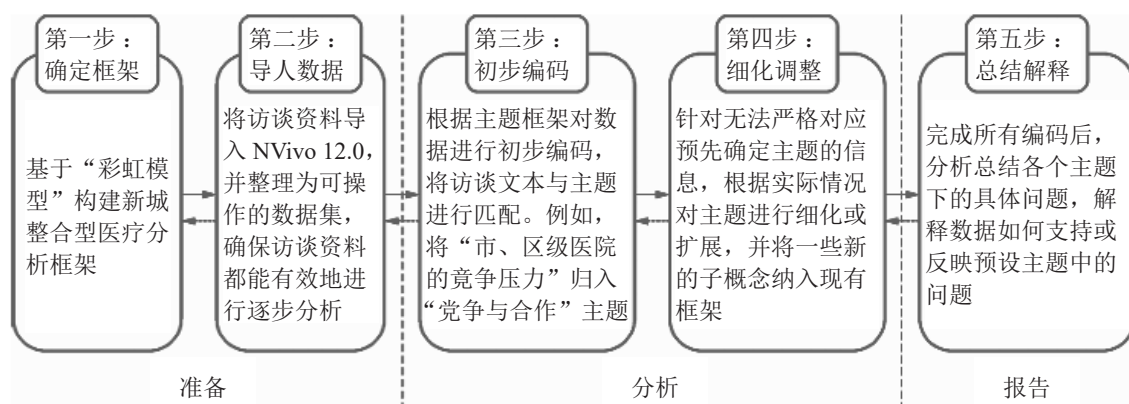 第一步：
确定框架
基于“彩虹模
型”构建新城
整合型医疗分
析框架
第二步：
导人数据
将访谈资料导
入 NVivo 12.0，
并整理为可操
作的数据集，
确保访谈资料
都能有效地进
行逐步分析
第三步：
初步编码
根据主题框架对数
据进行初步编码，
将访谈文本与主题
进行匹配。例如，
将“市、区级医院
的竟争压力”归入
“党争与合作”主题
第四步：
细化调整
针对无法严格对应
预先确定主题的信
息，根据实际情况
对主题进行细化或
扩展，并将一些新
的子概念纳入现有
框架
第五步：
总结解释
完成所有编码后，
分析总结各个主题
下的具体问题，解
释数据如何支持或
反映预设主题中的
问题
准备
分析
报告